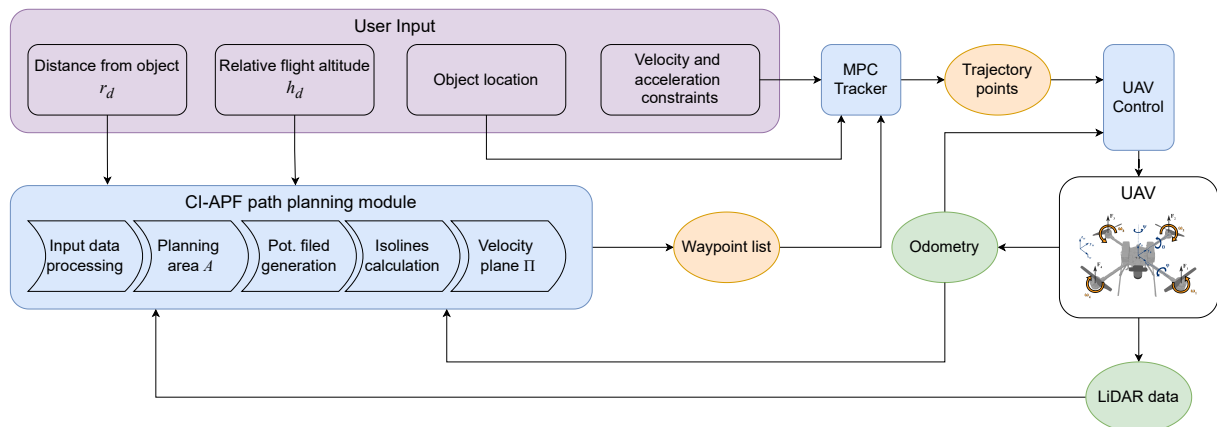 User Input
Distance from object
r_d
Relative flight altitude
h_d
Object location
Velocity and
acceleration
constraints
MPC
Tracker
Trajectory
points
UAV
Control
CI-APF path planning module
Input data
processing
Planning
area A
Pot. filed
generation
Isolines
calculation
Velocity
plane Π
Waypoint list
Odometry
UAV
LiDAR data